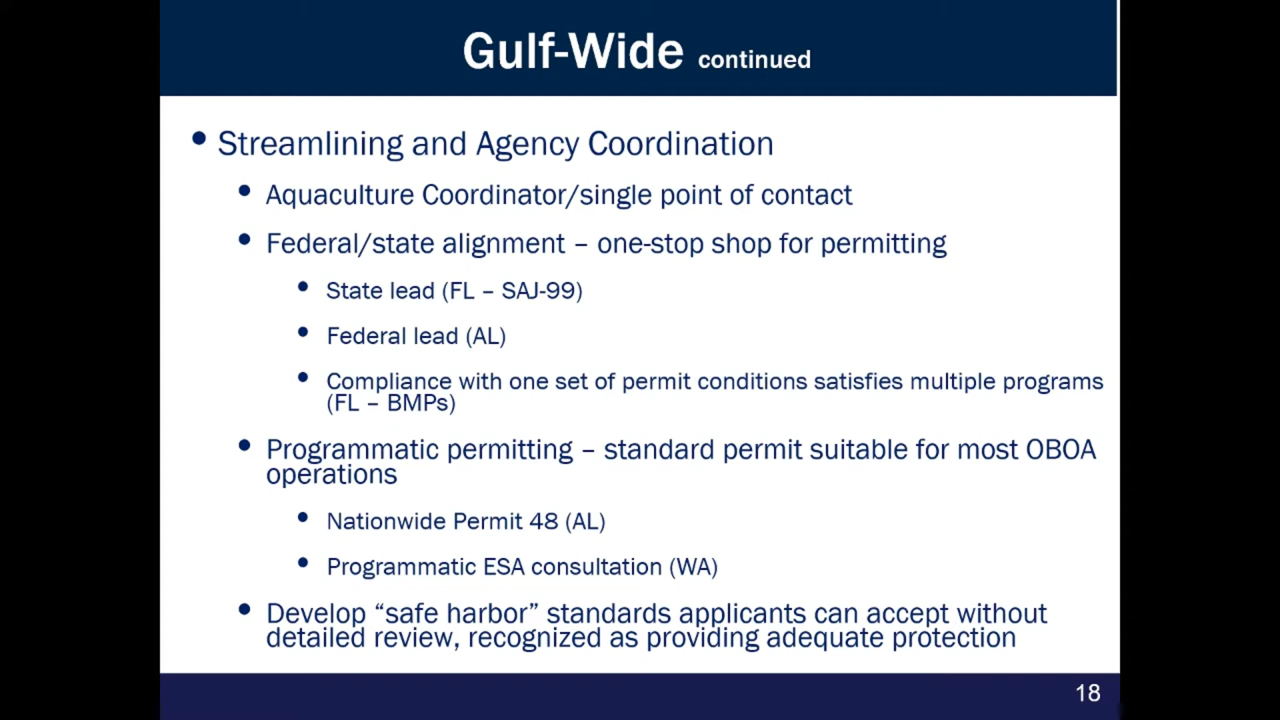 Gulf-Wide continued
• Streamlining and Agency Coordination
• Aquaculture Coordinator/single point of contact
• Federal/state alignment – one-stop shop for permitting
• State lead (FL – SAJ-99)
• Federal lead (AL)
• Compliance with one set of permit conditions satisfies multiple programs
(FL – BMPs)
• Programmatic permitting – standard permit suitable for most OBOA
operations
• Nationwide Permit 48 (AL)
• Programmatic ESA consultation (WA)
• Develop “safe harbor” standards applicants can accept without
detailed review, recognized as providing adequate protection
18